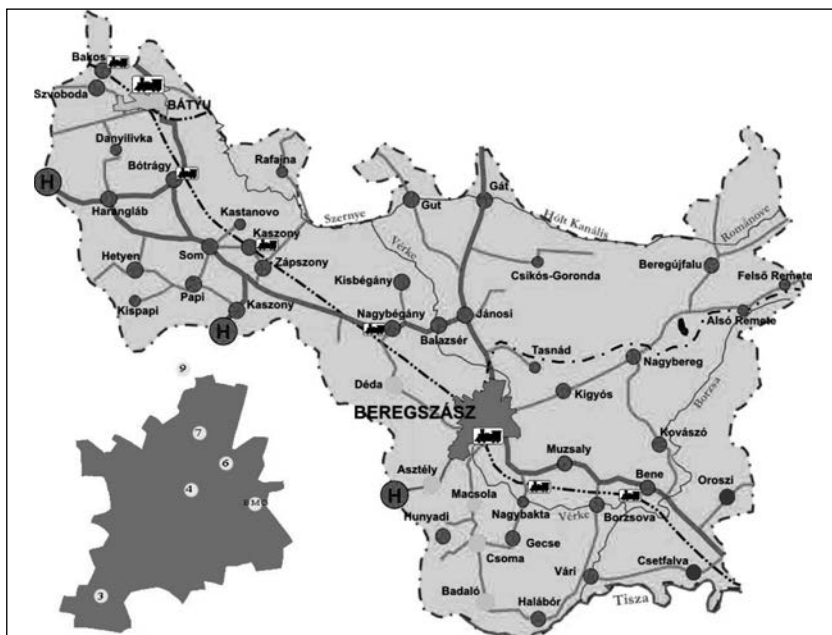 Bakos
Szvoboda
BÁTYU
Danyilivka
Bótrágy
Rafajna
H
Harangláb
Kastanovo
Szernye
Gut
Gát
Hólt Kanális
Románove
Kaszony
Som
Zápszony
Hetyen
Vérke
Kisbégány
Csikós-Goronda
Beregújfalu
Felső Remete
Papi
Kispapi
Kaszony
H
Nagybégány
Jánosi
Balazsér
Alsó Remete
Tasnád
Nagybereg
9
Déda
BEREGSZÁSZ
Kigyós
Borzsa
7
Kovászó
6
Muzsaly
Asztély
4
BMO
H
Macsola
Bene
Oroszi
Hunyadi
Nagybakta
Vérke
Borzsova
Gecse
Csoma
Vári
Csetfalva
3
Badaló
Halábór
Tisza